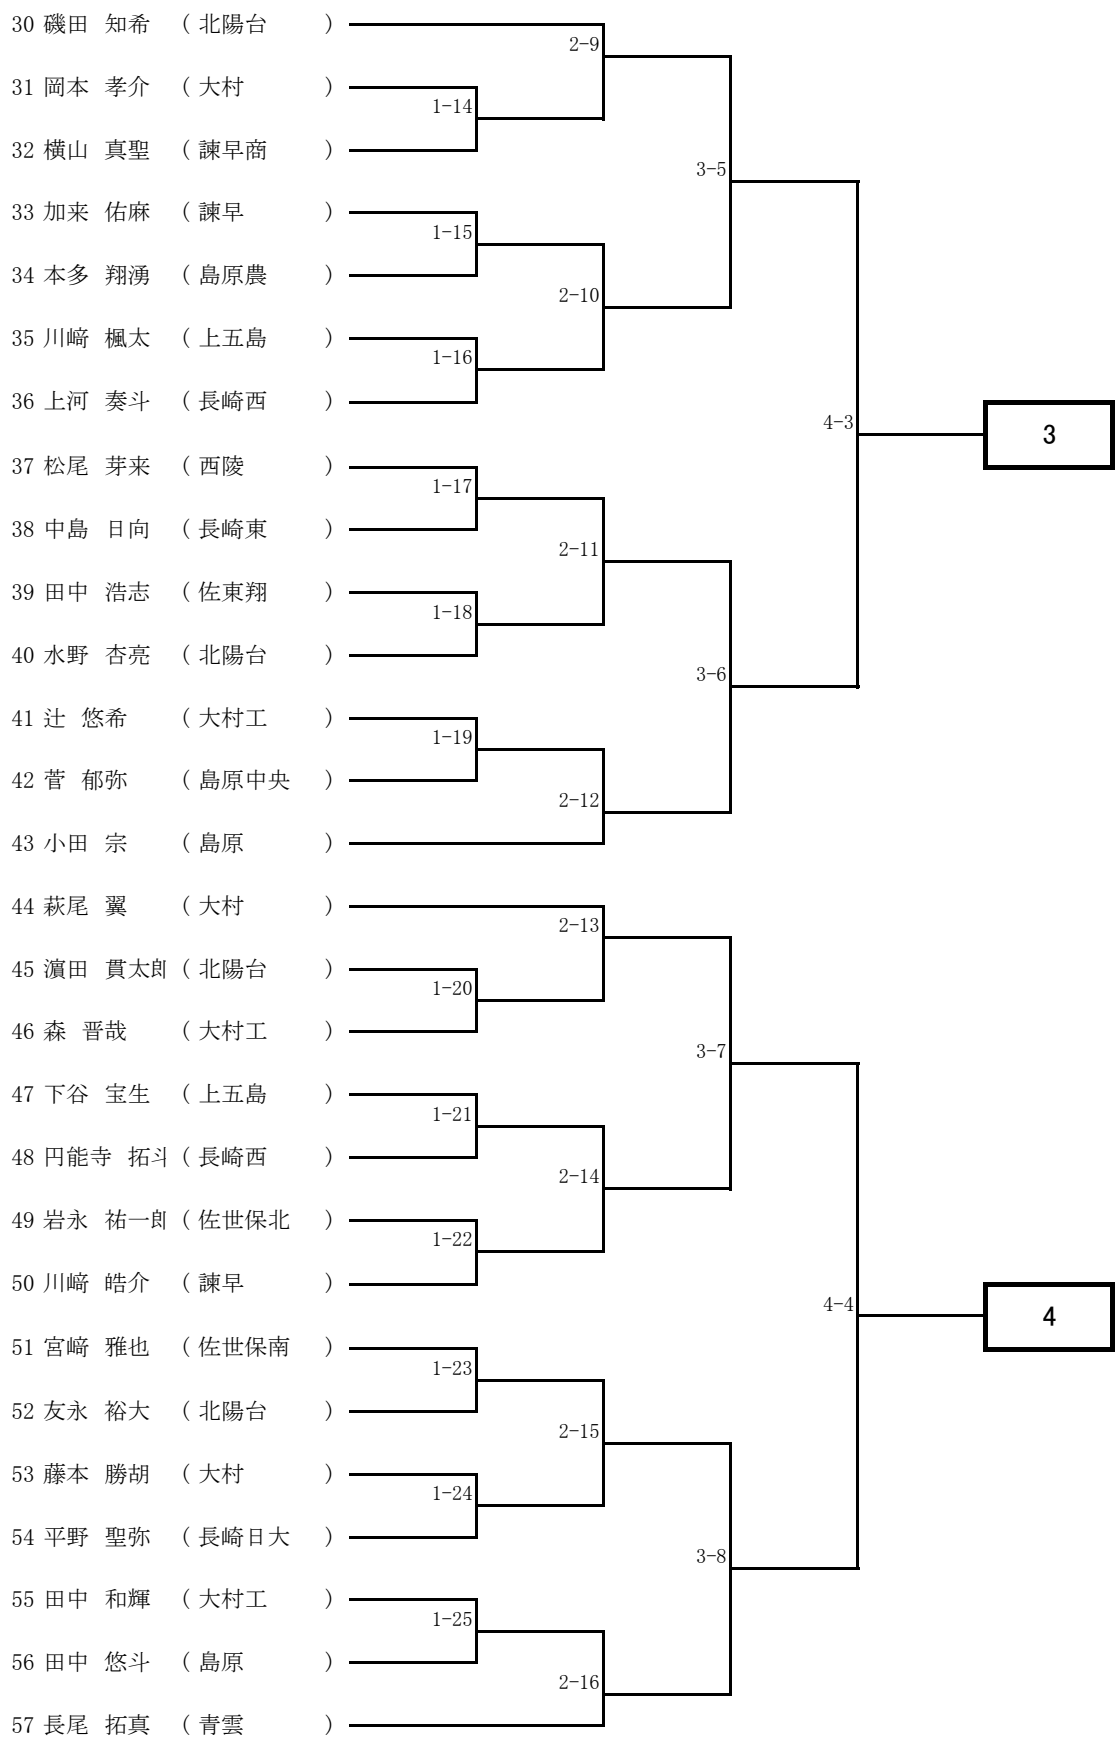 30 磯田 知希 ( 北陽台 )
2-9
31 岡本 孝介 ( 大村 )
1-14
32 横山 真聖 ( 諫早商 )
3-5
33 加来 佑麻 ( 諫早 )
1-15
34 本多 翔湧 ( 島原農 )
2-10
35 川﨑 楓太 ( 上五島 )
1-16
36 上河 奏斗 ( 長崎西 )
4-3
3
37 松尾 芽来 ( 西陵 )
1-17
38 中島 日向 ( 長崎東 )
2-11
39 田中 浩志 ( 佐東翔 )
1-18
40 水野 杏亮 ( 北陽台 )
3-6
41 辻 悠希 ( 大村工 )
1-19
42 菅 郁弥 ( 島原中央 )
2-12
43 小田 宗 ( 島原 )
44 萩尾 翼 ( 大村 )
2-13
45 濵田 貫太郎 ( 北陽台 )
1-20
46 森 晋哉 ( 大村工 )
3-7
47 下谷 宝生 ( 上五島 )
1-21
48 円能寺 拓斗 ( 長崎西 )
2-14
49 岩永 祐一郎 ( 佐世保北 )
1-22
50 川﨑 皓介 ( 諫早 )
4-4
4
51 宮﨑 雅也 ( 佐世保南 )
1-23
52 友永 裕大 ( 北陽台 )
2-15
53 藤本 勝胡 ( 大村 )
1-24
54 平野 聖弥 ( 長崎日大 )
3-8
55 田中 和輝 ( 大村工 )
1-25
56 田中 悠斗 ( 島原 )
2-16
57 長尾 拓真 ( 青雲 )